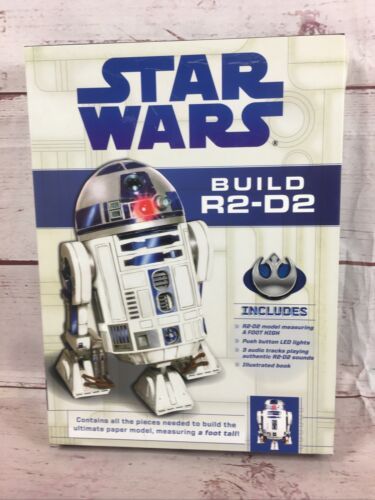 STAR
WARS®
BUILD
R2-D2
INCLUDES
R2-D2 model measuring
A FOOT HIGH
Push button LED lights
3 audio tracks playing
authentic R2-D2 sounds
Illustrated book
Contains all the pieces needed to build the
ultimate paper model, measuring a foot tall!